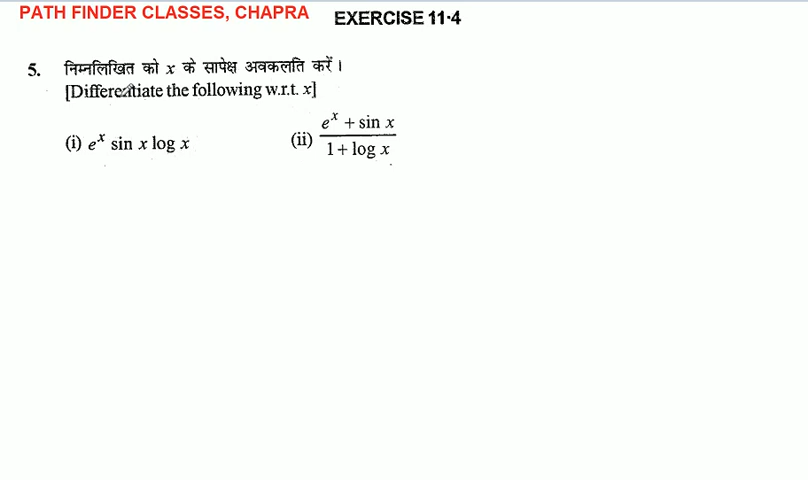 PATH FINDER CLASSES, CHAPRA EXERCISE 11·4
5. निम्नलिखित को x के सापेक्ष अवकलति करें।
[Differentiate the following w.r.t. x]
(i) e^x sin x log x (ii) (e^x + sin x)/(1 + log x)